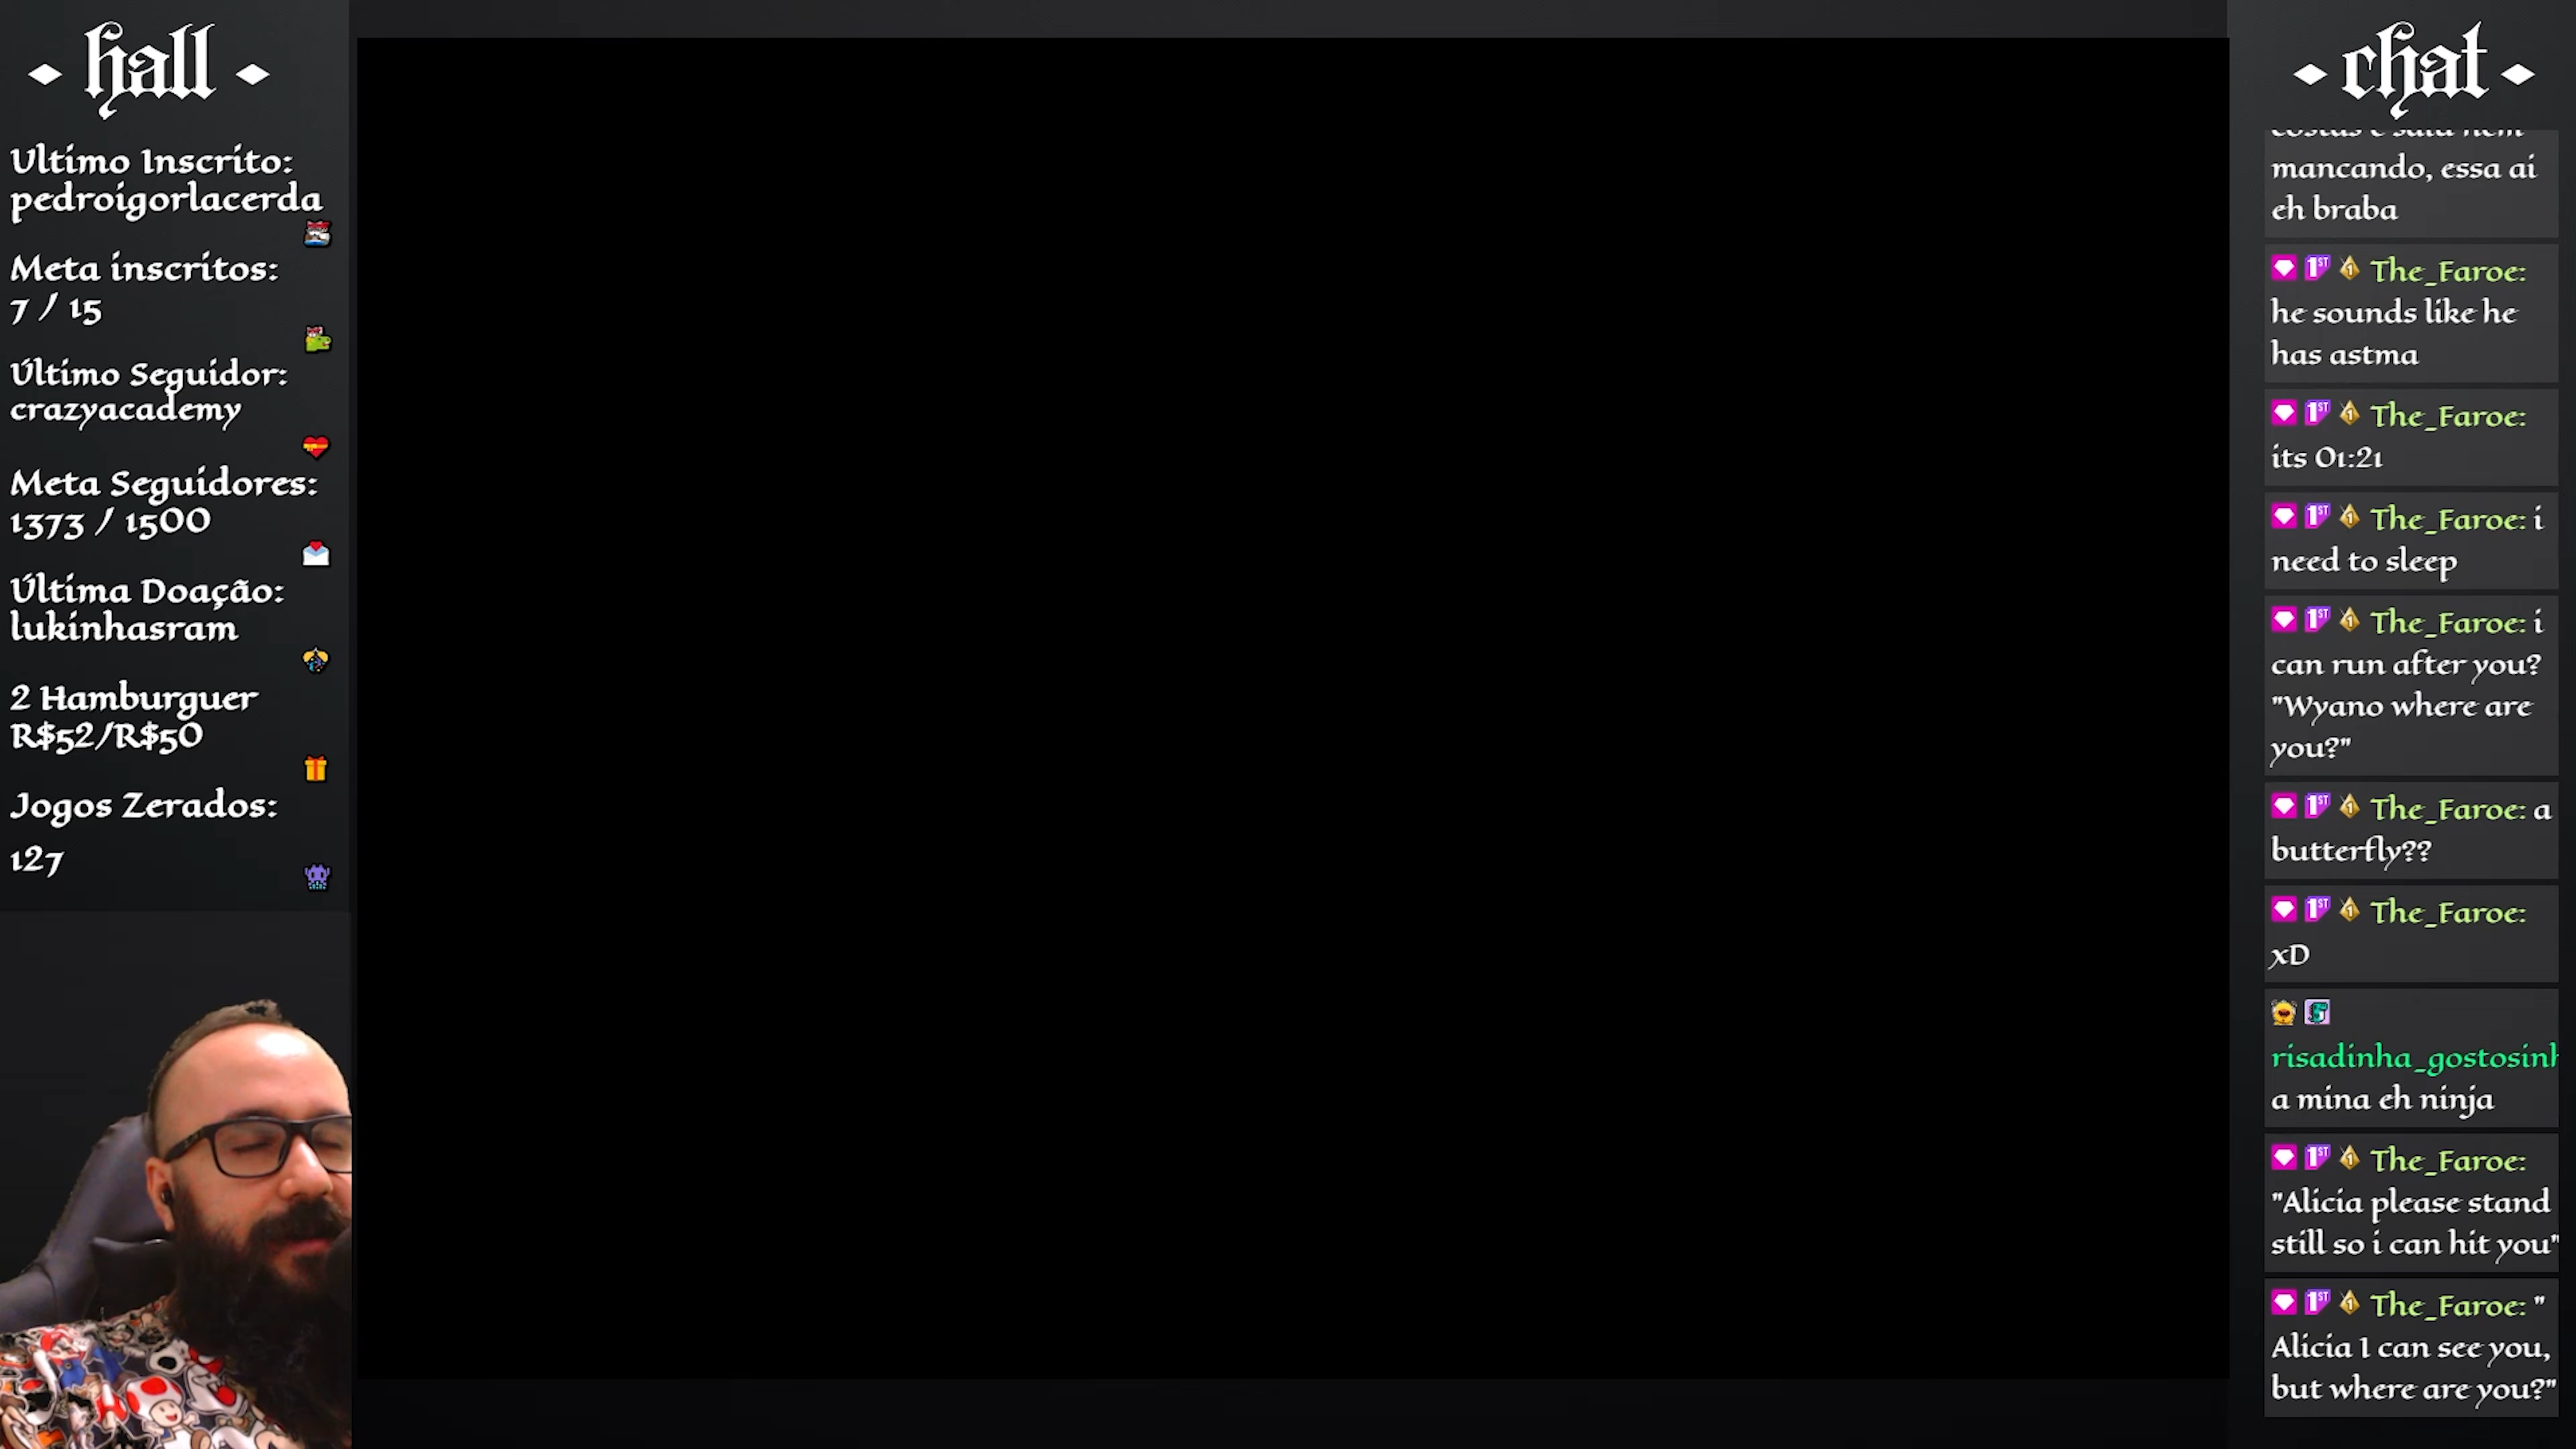 hall
Ultimo Inscrito:
pedroigorlacerda
Meta inscritos:
7 / 15
Último Seguidor:
crazyacademy
Meta Seguidores:
1373 / 1500
Última Doação:
lukinhasram
2 Hamburguer
R$52/R$50
Jogos Zerados:
127
chat
mancando, essa ai
eh braba
The_Faroe:
he sounds like he
has astma
The_Faroe:
its 01:21
The_Faroe: i
need to sleep
The_Faroe: i
can run after you?
"Wyano where are
you?"
The_Faroe: a
butterfly??
The_Faroe:
xD
risadinha_gostosinh
a mina eh ninja
The_Faroe:
"Alicia please stand
still so i can hit you"
The_Faroe: "
Alicia I can see you,
but where are you?"